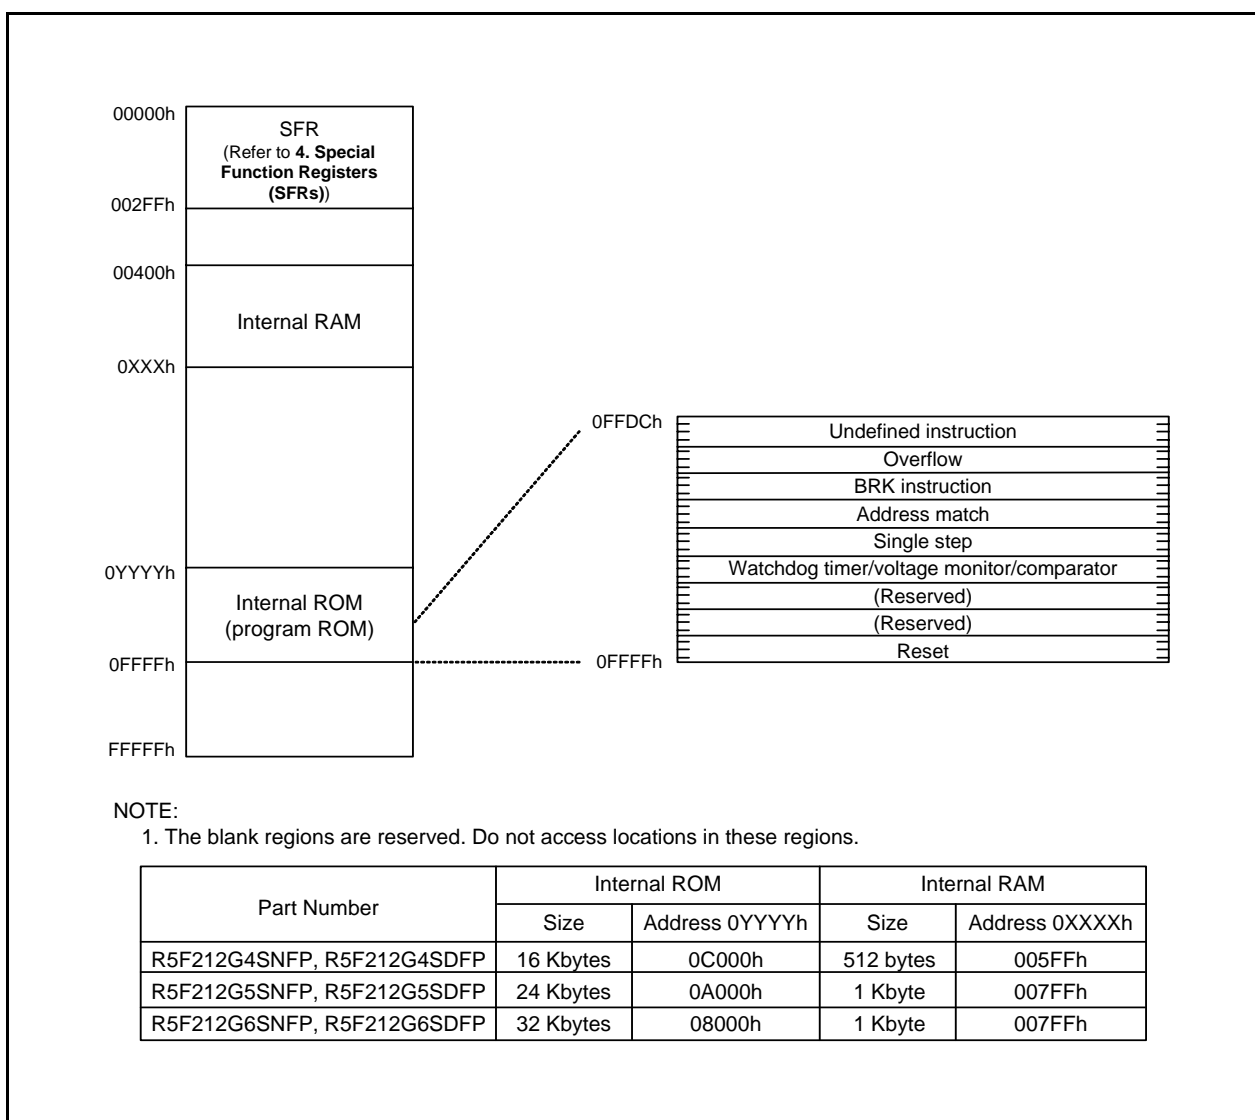 00000h
SFR
(Refer to 4. Special
Function Registers
(SFRs))
002FFh
00400h
Internal RAM
0XXXh
0YYYYh
Internal ROM
(program ROM)
0FFFFh
FFFFFh
0FFDCh
Undefined instruction
Overflow
BRK instruction
Address match
Single step
Watchdog timer/voltage monitor/comparator
(Reserved)
(Reserved)
Reset
0FFFFh
NOTE:
1. The blank regions are reserved. Do not access locations in these regions.
Part Number Internal ROM Internal RAM
Size Address 0YYYYh Size Address 0XXXXh
R5F212G4SNFP, R5F212G4SDFP 16 Kbytes 0C000h 512 bytes 005FFh
R5F212G5SNFP, R5F212G5SDFP 24 Kbytes 0A000h 1 Kbyte 007FFh
R5F212G6SNFP, R5F212G6SDFP 32 Kbytes 08000h 1 Kbyte 007FFh